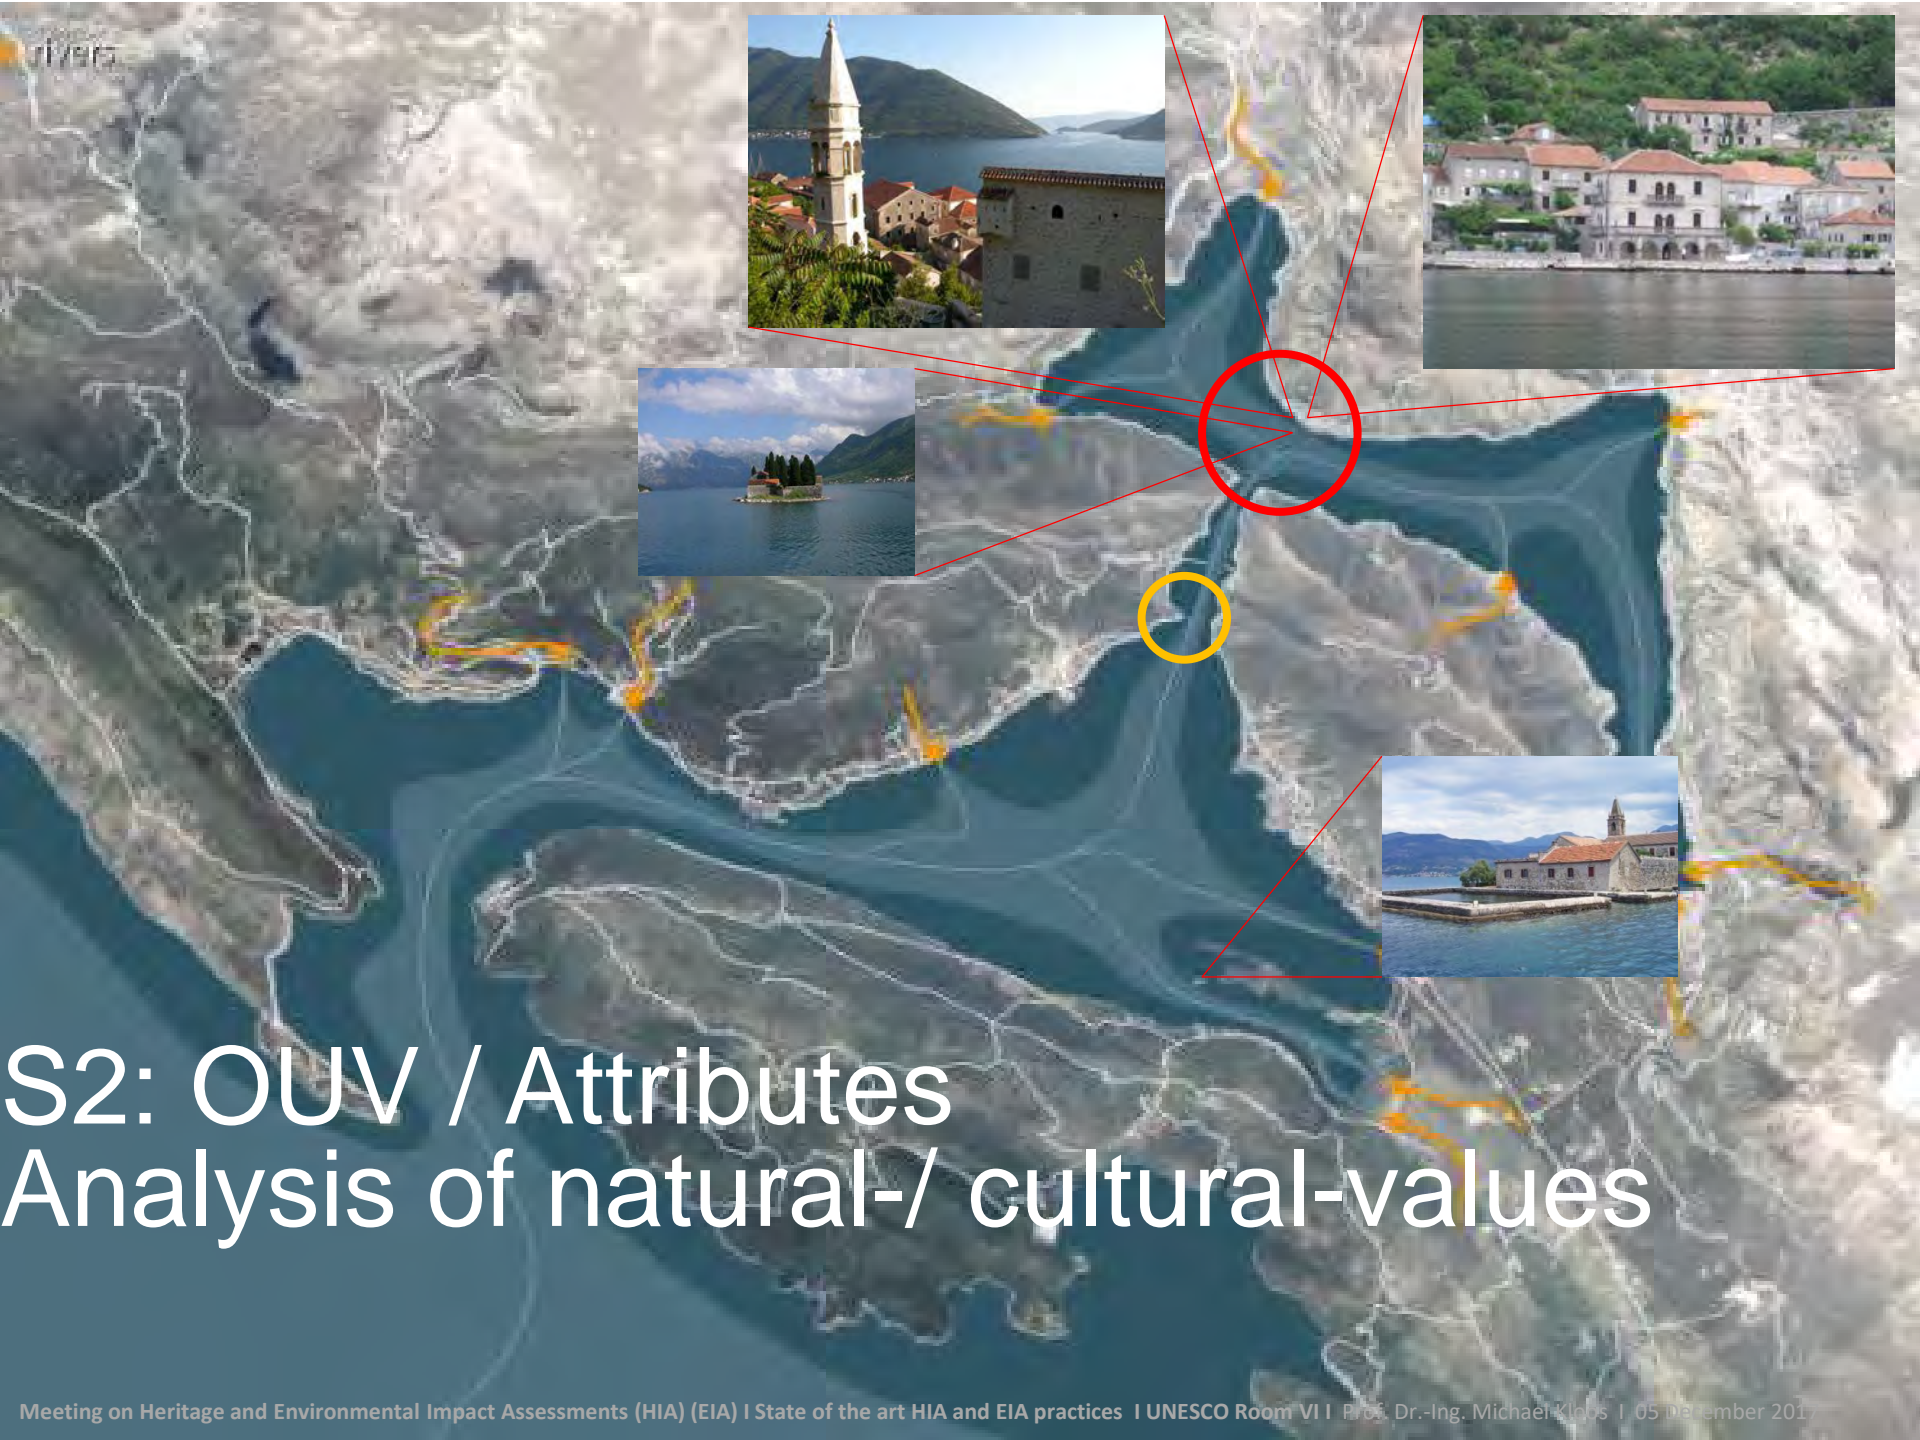 rivers
S2: OUV / Attributes
Analysis of natural-/ cultural-values
Meeting on Heritage and Environmental Impact Assessments (HIA) (EIA) I State of the art HIA and EIA practices I UNESCO Room VI I Prof. Dr.-Ing. Michael Kloos I 05 December 2017